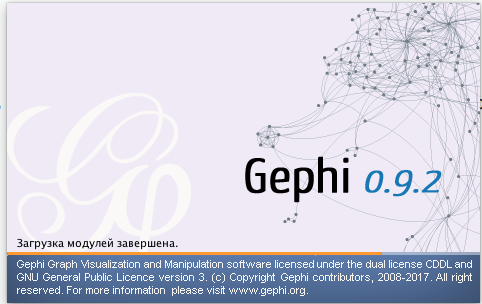 Gephi 0.9.2
Загрузка модулей завершена.
Gephi Graph Visualization and Manipulation software licensed under the dual license CDDL and
GNU General Public Licence version 3. (c) Copyright Gephi contributors, 2008-2017. All right
reserved. For more information please visit www.gephi.org.